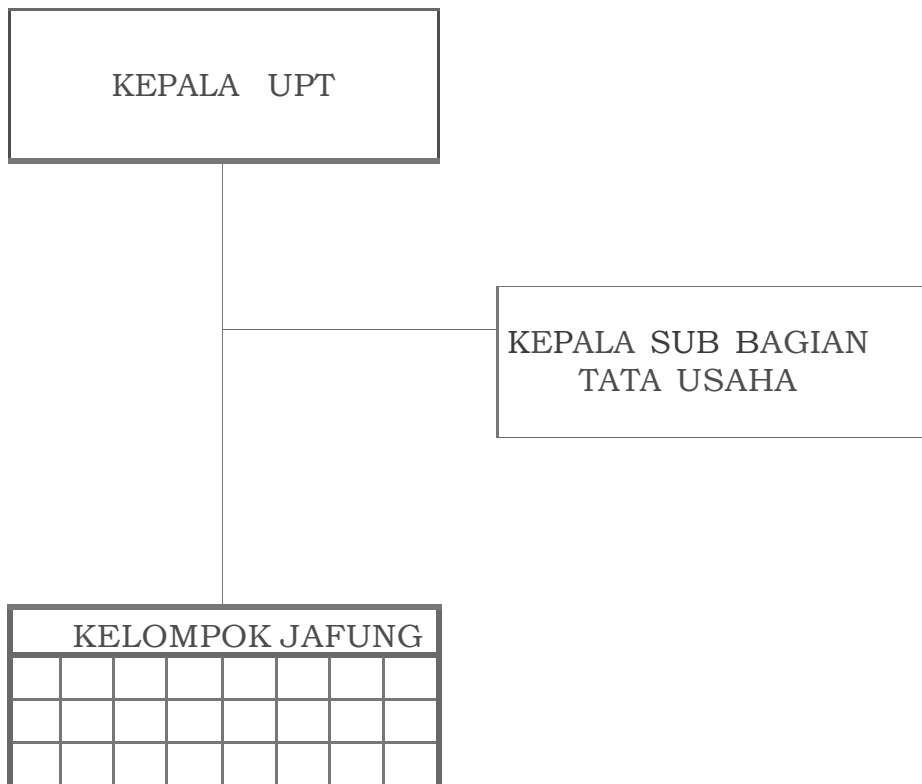 KEPALA UPT
KEPALA SUB BAGIAN
TATA USAHA
KELOMPOK JAFUNG